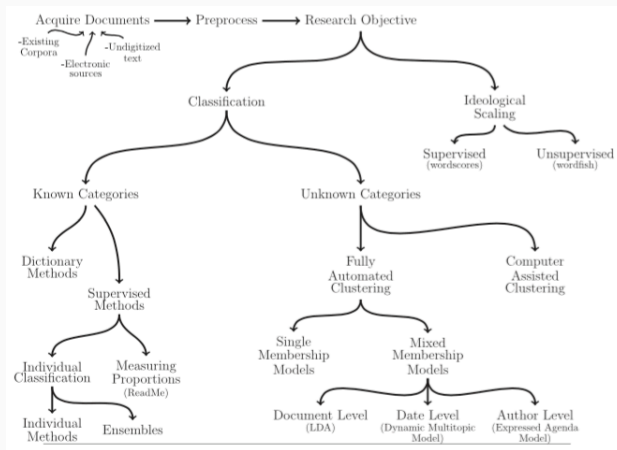 Acquire Documents
Preprocess
Research Objective
-Existing
Corpora
-Undigitized
text
-Electronic
sources
Classification
Ideological
Scaling
Supervised
(wordscores)
Unsupervised
(wordfish)
Known Categories
Unknown Categories
Dictionary
Methods
Supervised
Methods
Fully
Automated
Clustering
Computer
Assisted
Clustering
Individual
Classification
Measuring
Proportions
(ReadMe)
Single
Membership
Models
Mixed
Membership
Models
Individual
Methods
Ensembles
Document Level
(LDA)
Date Level
(Dynamic Multitopic
Model)
Author Level
(Expressed Agenda
Model)